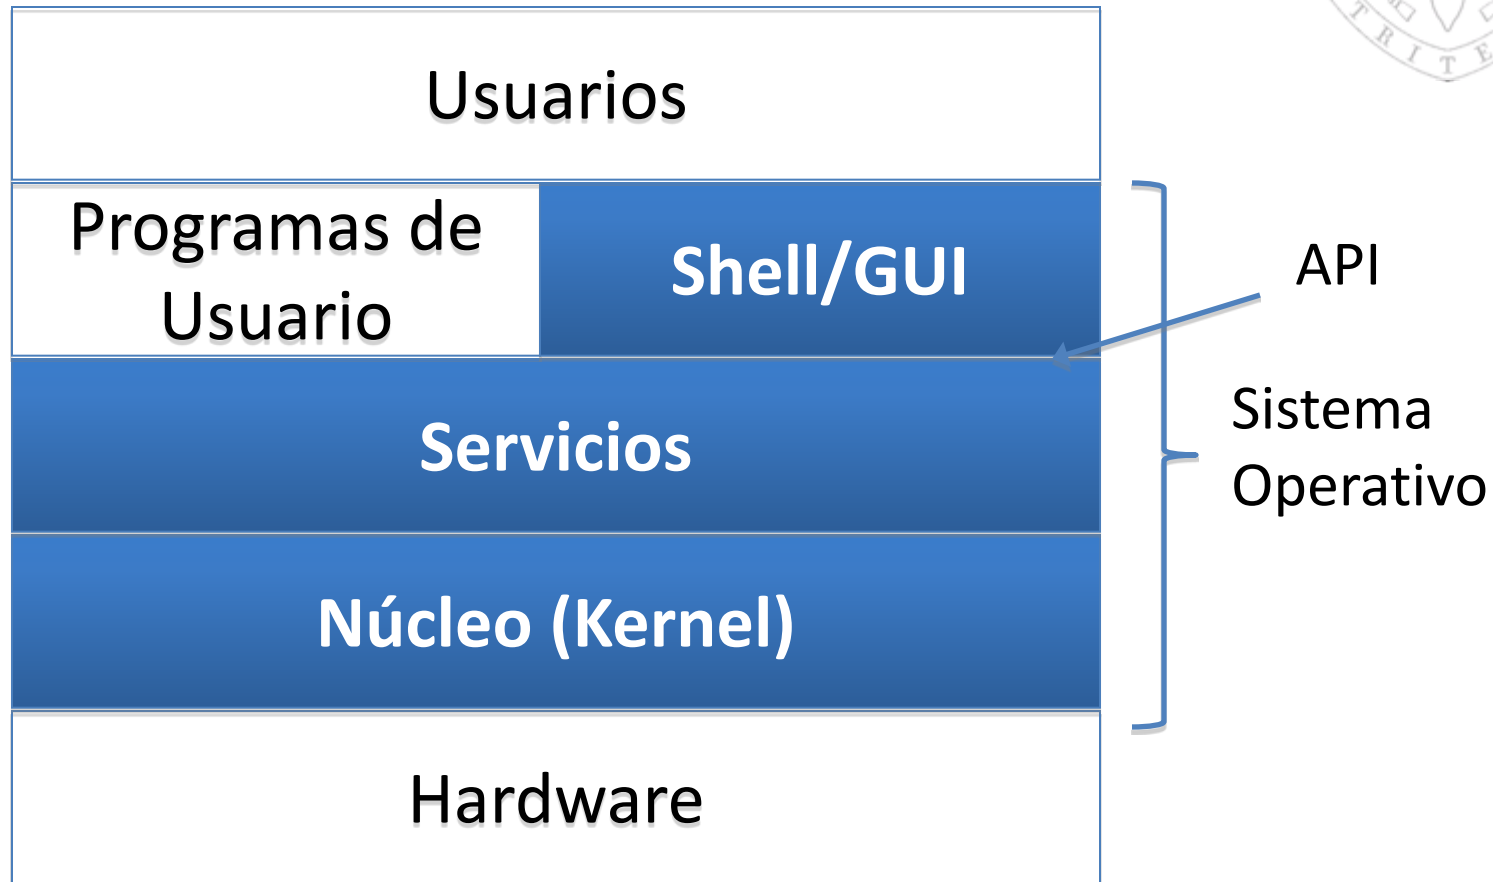 Usuarios
Programas de
Usuario
Shell/GUI
API
Servicios
Sistema
Operativo
Núcleo (Kernel)
Hardware